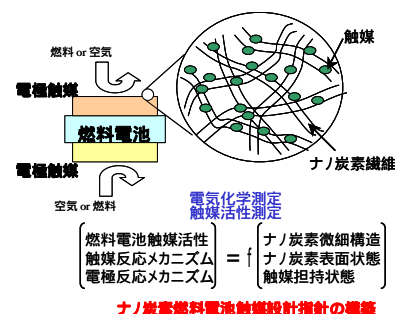 燃料 or 空気
触媒
電極触媒
燃料電池
ナノ炭素繊維
電極触媒
空気 or 燃料
電気化学測定
触媒活性測定
燃料電池触媒活性
触媒反応メカニズム
電極反応メカニズム
= f
ナノ炭素微細構造
ナノ炭素表面状態
触媒担持状態
ナノ炭素燃料電池触媒設計指針の構築